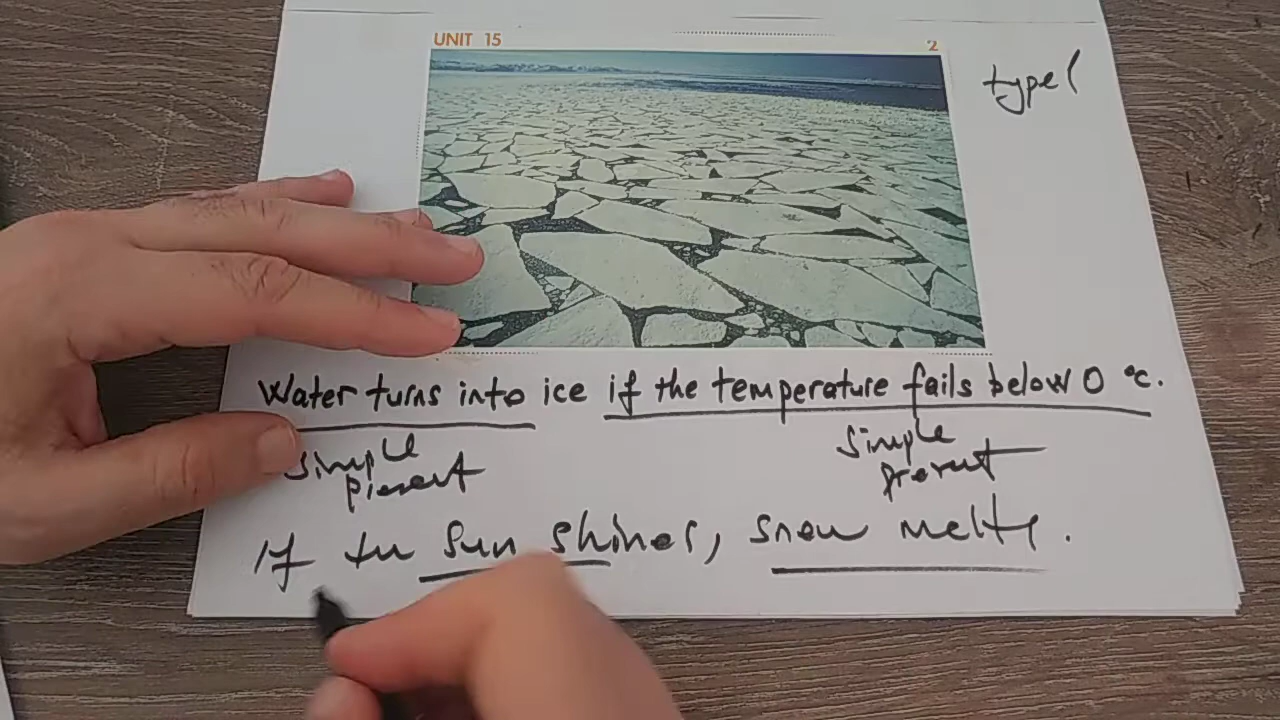 UNIT 15
2
type 1
Water turns into ice if the temperature falls below 0 °c.
simple present
simple present
If the sun shines, snow melts.